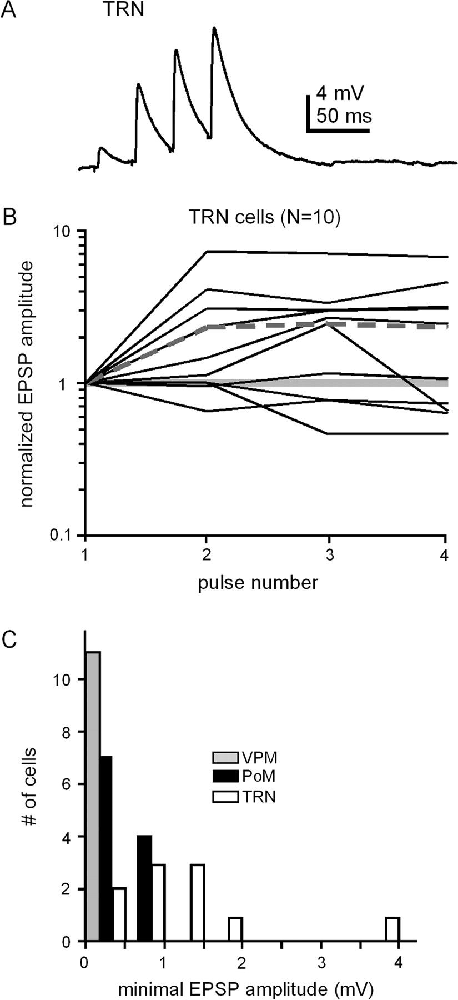 A
TRN
4 mV
50 ms
B
TRN cells (N=10)
normalized EPSP amplitude
10
1
0.1
1 2 3 4
pulse number
C
# of cells
10
8
6
4
2
0
VPM
PoM
TRN
0 1 2 3 4
minimal EPSP amplitude (mV)